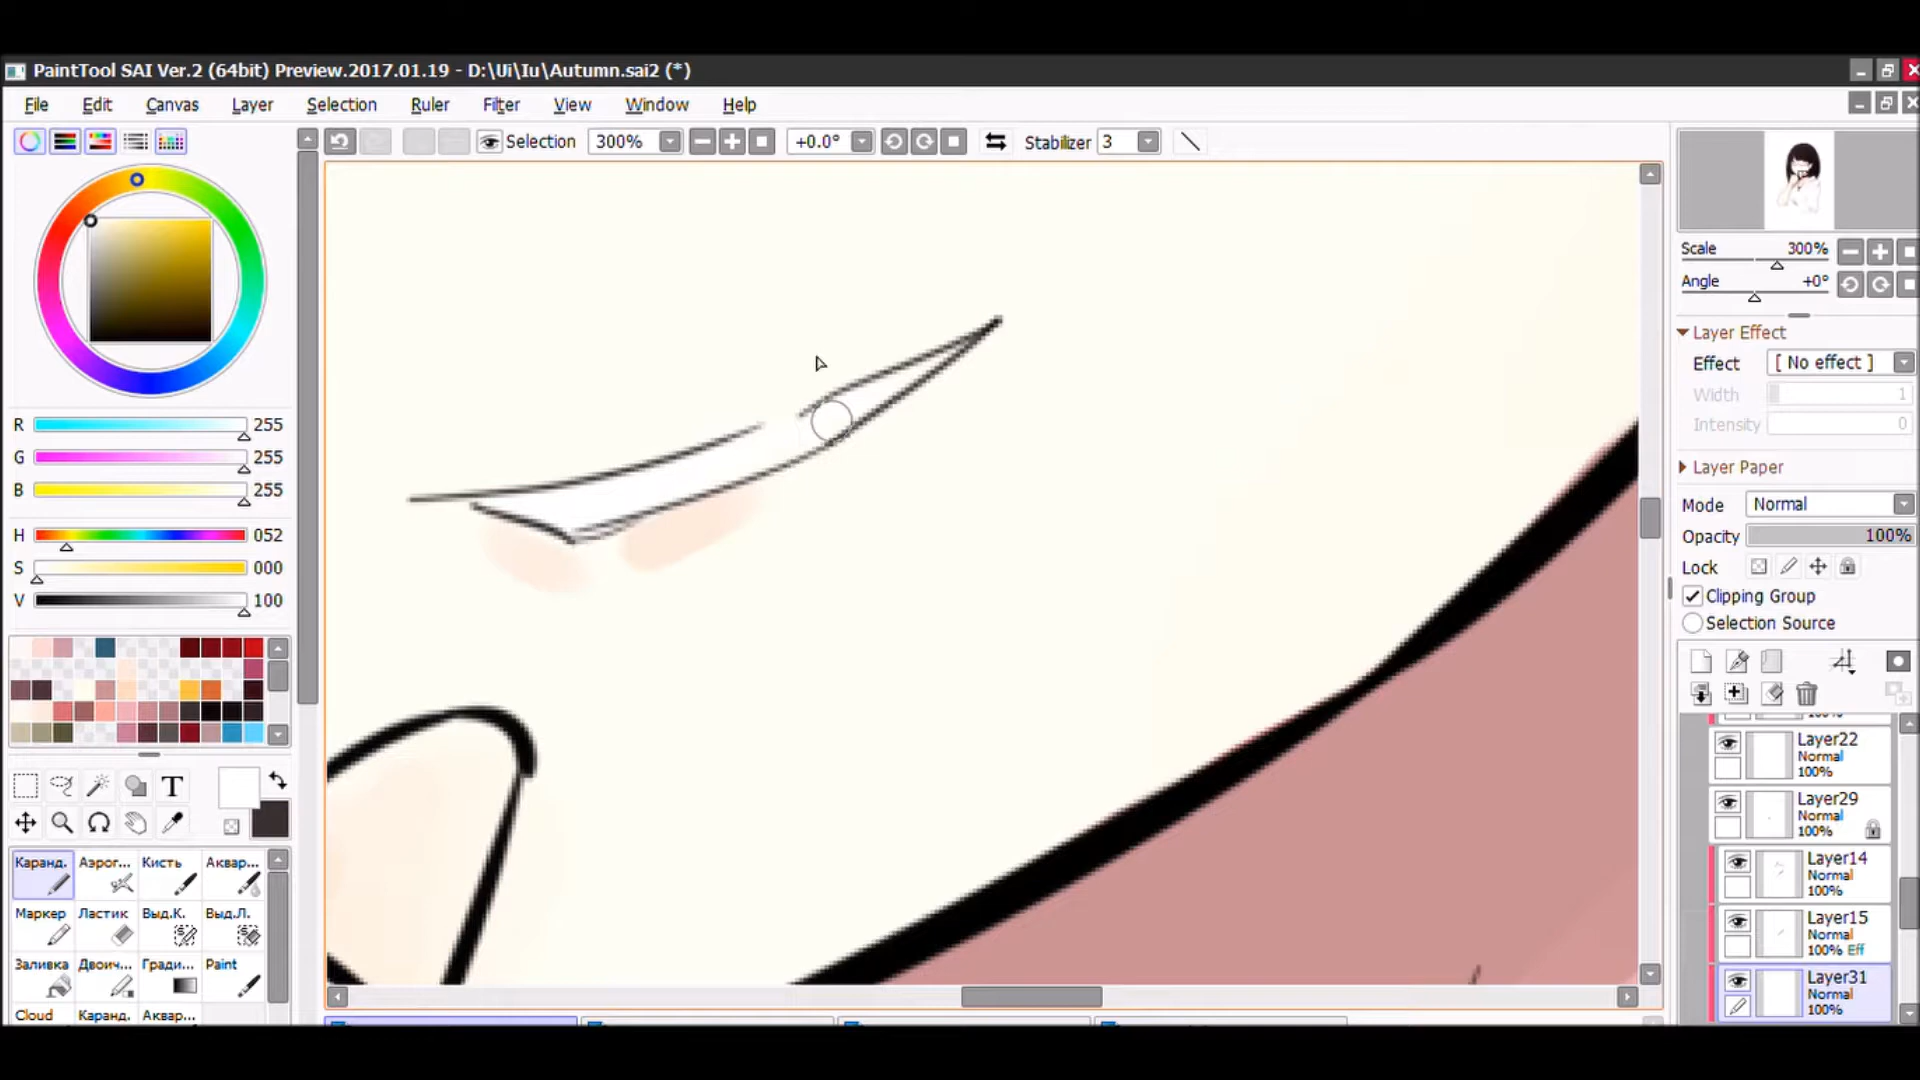 PaintTool SAI Ver.2 (64bit) Preview.2017.01.19 - D:\Ui\Iu\Autumn.sai2 (*)
File Edit Canvas Layer Selection Ruler Filter View Window Help
Selection 300% +0.0° Stabilizer 3
Scale 300%
Angle +0°
Layer Effect
Effect [ No effect ]
Width 1
Intensity 0
Layer Paper
Mode Normal
Opacity 100%
Lock
Clipping Group
Selection Source
R 255
G 255
B 255
H 052
S 000
V 100
T
Каранд. Аэрог... Кисть Аквар...
Маркер Ластик Выд.К. Выд.Л.
Заливка Двоич... Гради... Paint
Cloud Каранд. Аквар...
Layer22
Normal
100%
Layer29
Normal
100%
Layer14
Normal
100%
Layer15
Normal
100% Eff
Layer31
Normal
100%